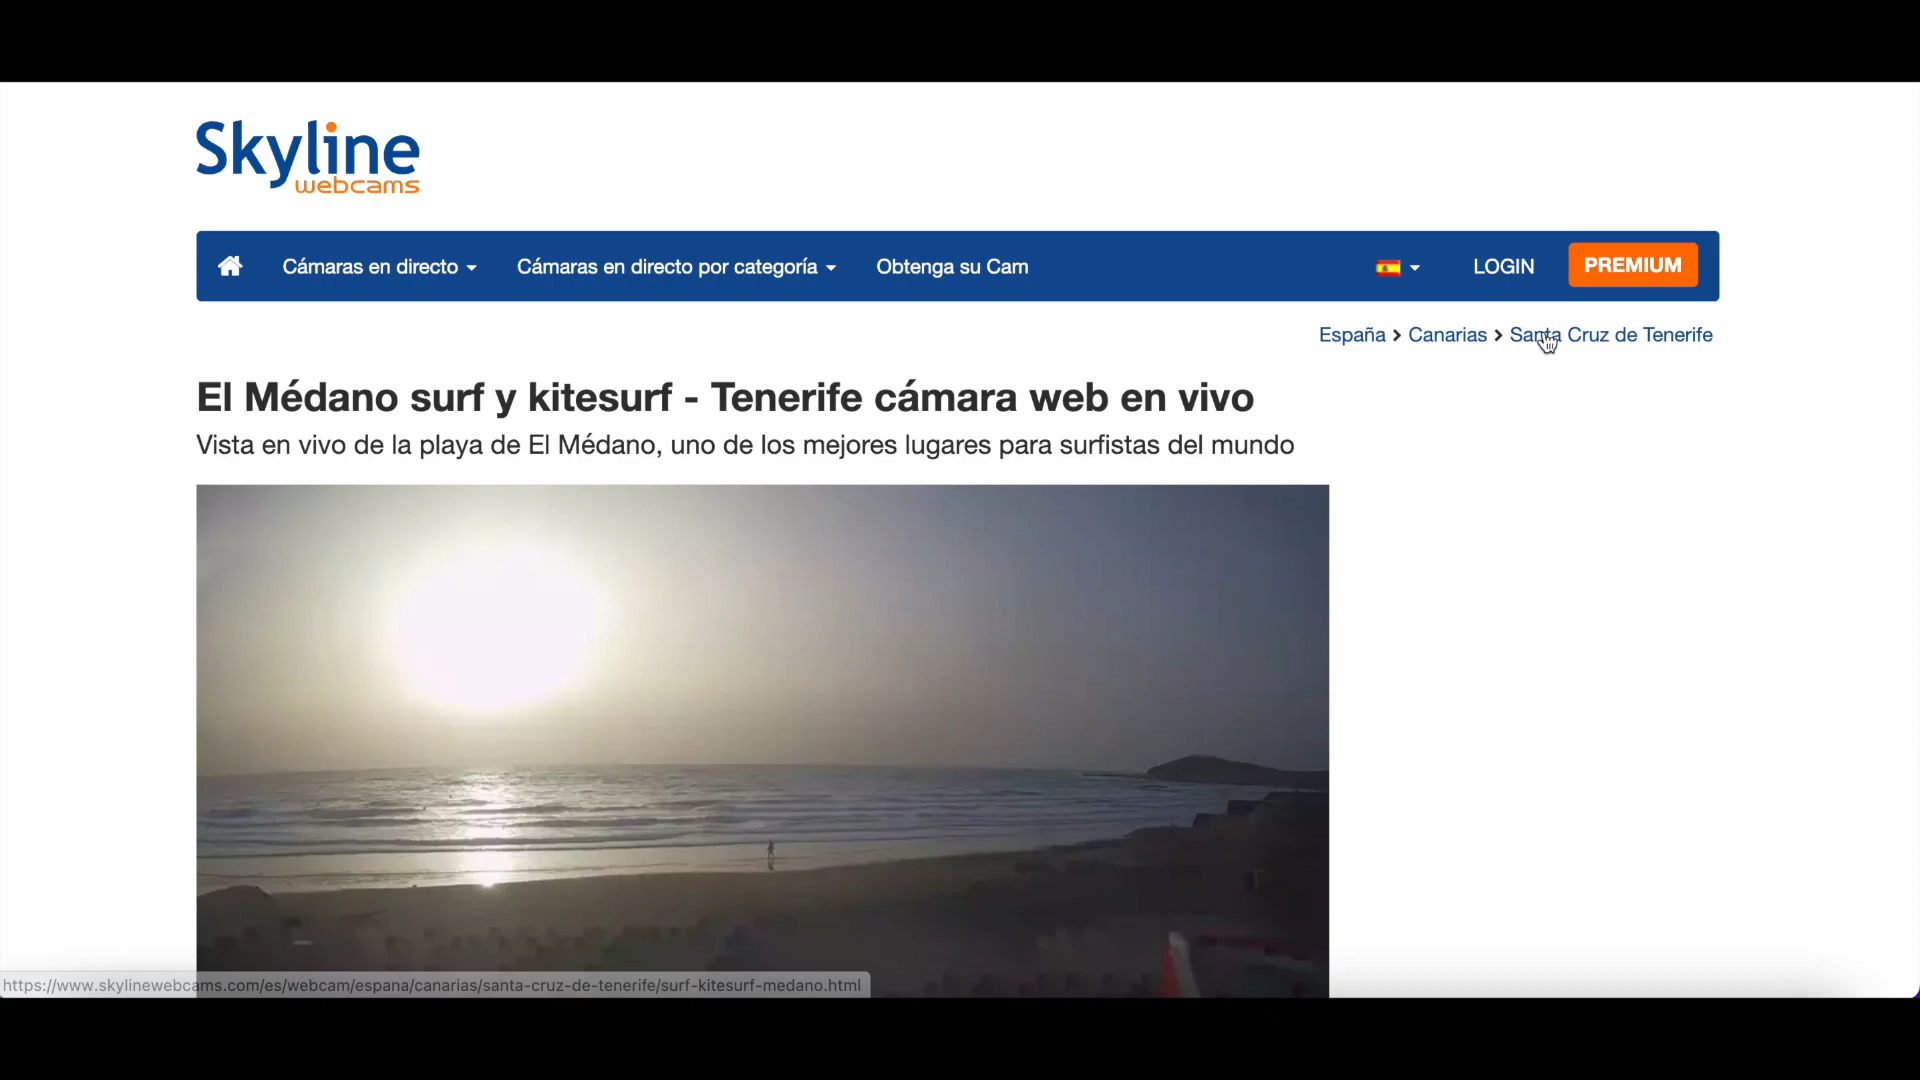 Skyline
webcams
Cámaras en directo
Cámaras en directo por categoría
Obtenga su Cam
LOGIN
PREMIUM
España > Canarias > Santa Cruz de Tenerife
El Médano surf y kitesurf - Tenerife cámara web en vivo
Vista en vivo de la playa de El Médano, uno de los mejores lugares para surfistas del mundo
https://www.skylinewebcams.com/es/webcam/espana/canarias/santa-cruz-de-tenerife/surf-kitesurf-medano.html